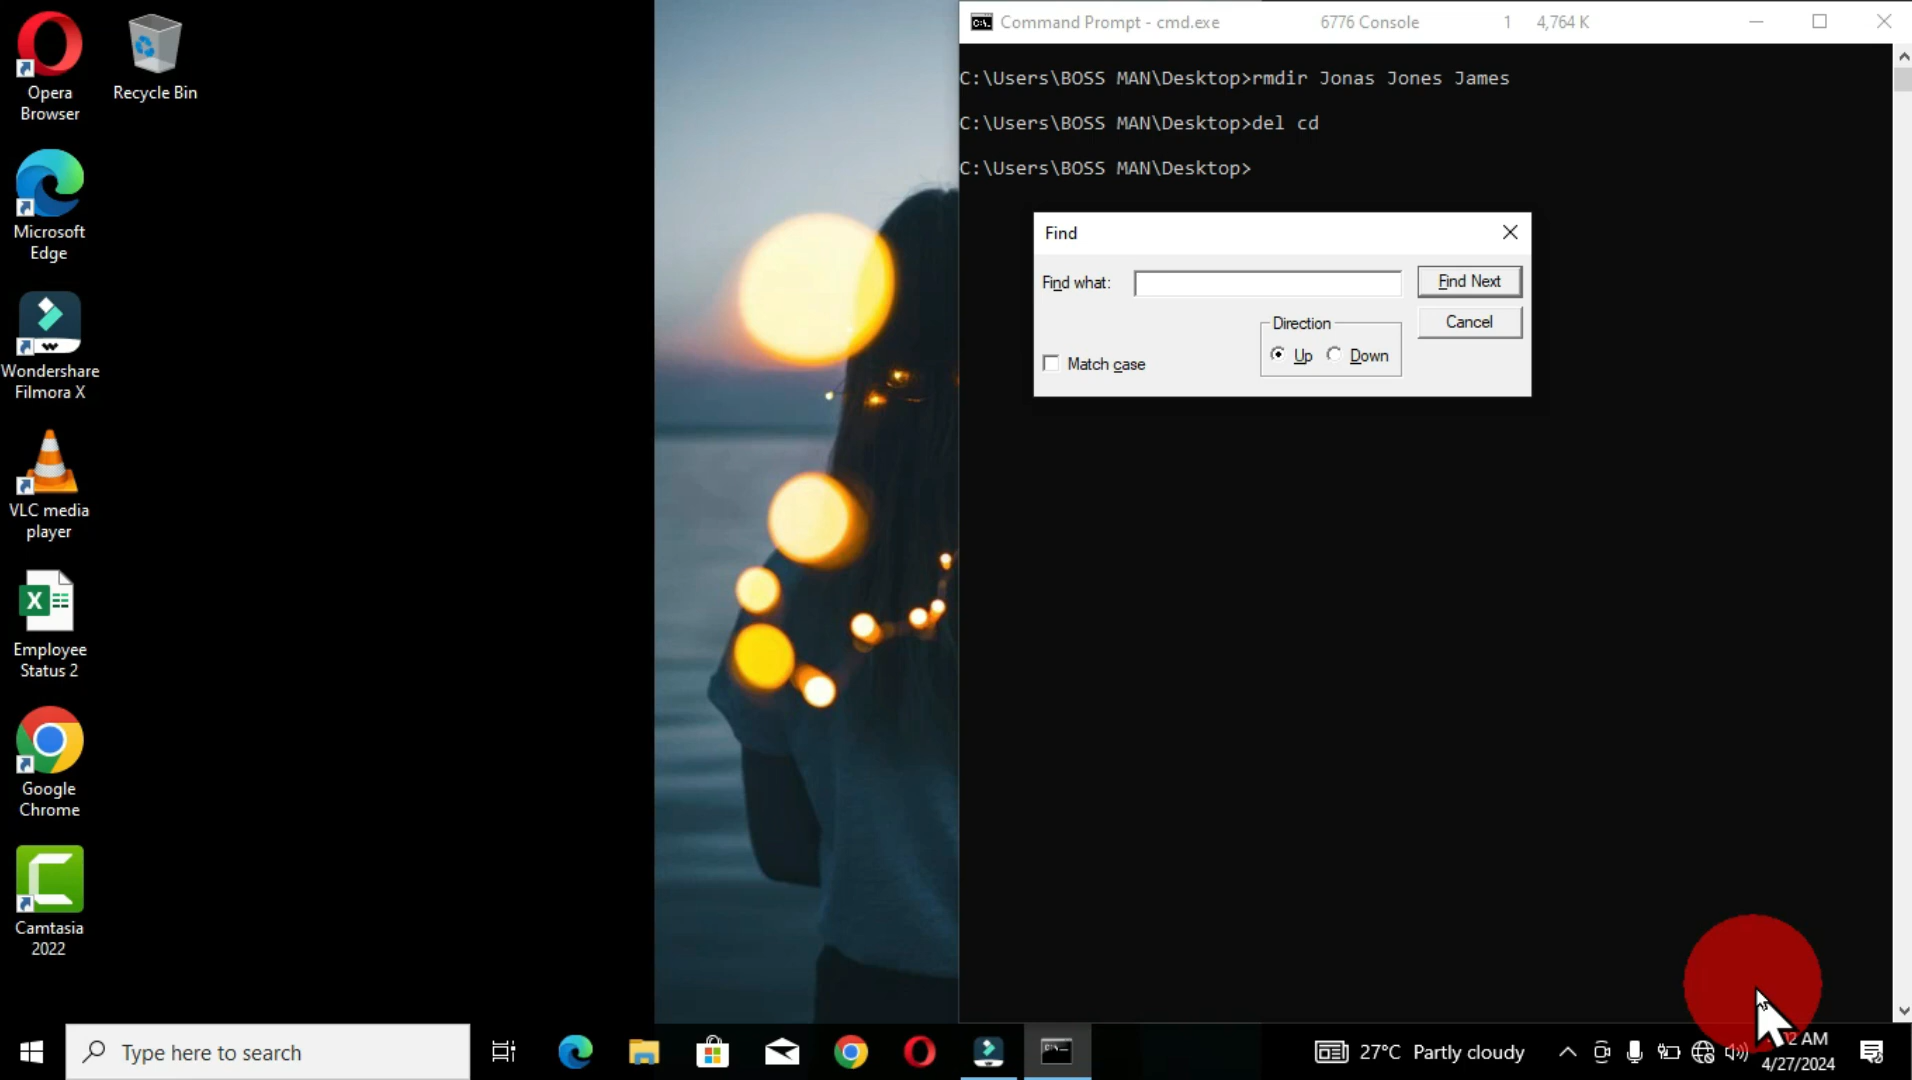 Opera
Browser
Recycle Bin
Microsoft
Edge
Wondershare
Filmora X
VLC media
player
Employee
Status 2
Google
Chrome
Camtasia
2022
Command Prompt - cmd.exe 6776 Console 1 4,764 K
C:\Users\BOSS MAN\Desktop>rmdir Jonas Jones James
C:\Users\BOSS MAN\Desktop>del cd
C:\Users\BOSS MAN\Desktop>
Find
Find what:
Find Next
Cancel
Direction
Up Down
Match case
Type here to search
27°C Partly cloudy
02 AM
4/27/2024